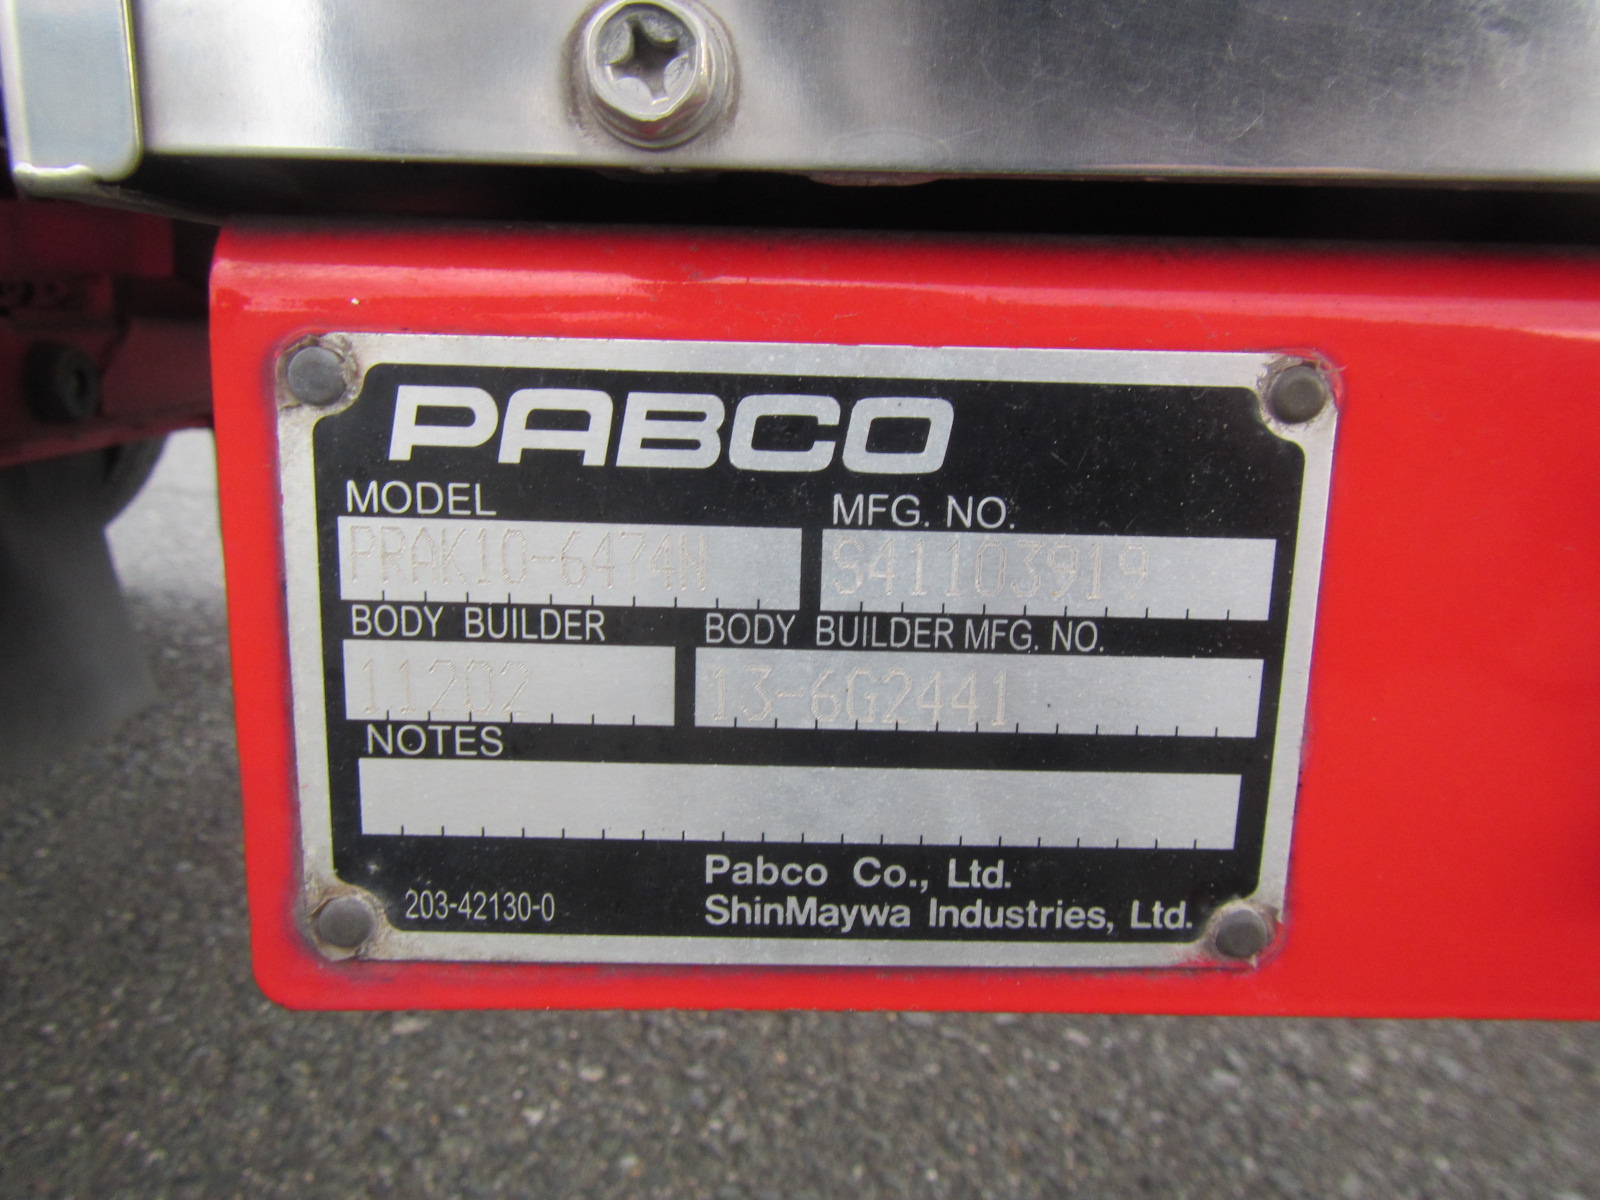 PABCO
MODEL MFG. NO.
PRAK10-6474N S41103919
BODY BUILDER BODY BUILDER MFG. NO.
11202 13-6G2441
NOTES
Pabco Co., Ltd.
203-42130-0 ShinMaywa Industries, Ltd.